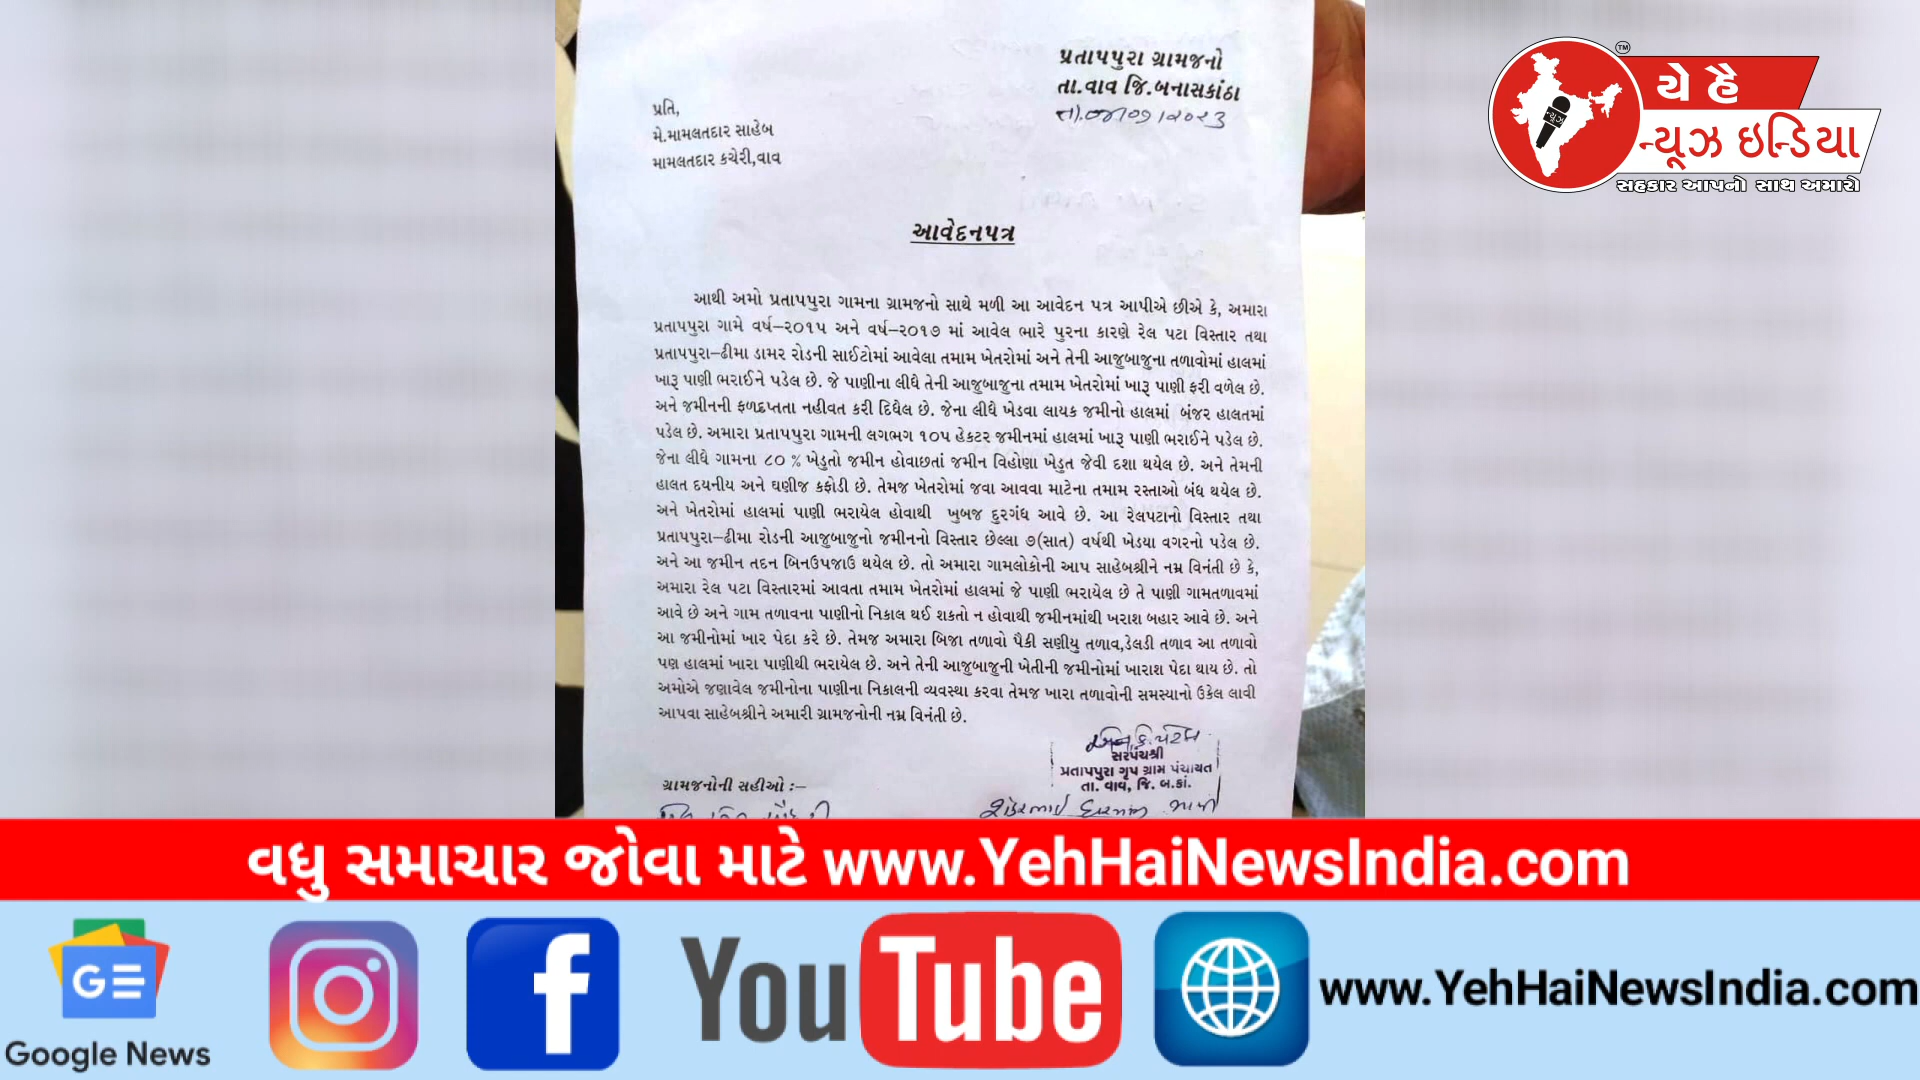 પ્રતાપપુરા ગ્રામજનો
તા.વાવ જિ.બનાસકાંઠા
પ્રતિ,
મે.મામલતદાર સાહેબ
મામલતદાર કચેરી,વાવ
આવેદનપત્ર
આથી અમો પ્રતાપપુરા ગામના ગ્રામજનો સાથે મળી આ આવેદન પત્ર આપીએ છીએ કે, અમારા
પ્રતાપપુરા ગામે વર્ષ–૨૦૧૫ અને વર્ષ–૨૦૧૭ માં આવેલ ભારે પુરના કારણે રેલ પટા વિસ્તાર તથા
પ્રતાપપુરા–ઢીમા ડામર રોડની સાઈટોમાં આવેલા તમામ ખેતરોમાં અને તેની આજુબાજુના તળાવોમાં હાલમાં
ખારૂ પાણી ભરાઈને પડેલ છે. જે પાણીના લીધે તેની આજુબાજુના તમામ ખેતરોમાં ખારૂ પાણી ફરી વળેલ છે.
અને જમીનની ફળદ્રપ્તતા નહીવત કરી દિધેલ છે. જેના લીધે ખેડવા લાયક જમીનો હાલમાં બંજર હાલતમાં
પડેલ છે. અમારા પ્રતાપપુરા ગામની લગભગ ૧૦૫ હેકટર જમીનમાં હાલમાં ખારૂ પાણી ભરાઈને પડેલ છે.
જેના લીધે ગામના ૮૦ % ખેડુતો જમીન હોવાછતાં જમીન વિહોણા ખેડુત જેવી દશા થયેલ છે. અને તેમની
હાલત દયનીય અને ઘણીજ કફોડી છે. તેમજ ખેતરોમાં જવા આવવા માટેના તમામ રસ્તાઓ બંધ થયેલ છે.
અને ખેતરોમાં હાલમાં પાણી ભરાયેલ હોવાથી ખુબજ દુરગંધ આવે છે. આ રેલપટાનો વિસ્તાર તથા
પ્રતાપપુરા–ઢીમા રોડની આજુબાજુનો જમીનનો વિસ્તાર છેલ્લા ૭(સાત) વર્ષથી ખેડયા વગરનો પડેલ છે.
અને આ જમીન તદન બિનઉપજાઉ થયેલ છે. તો અમારા ગામલોકોની આપ સાહેબશ્રીને નમ્ર વિનંતી છે કે,
અમારા રેલ પટા વિસ્તારમાં આવતા તમામ ખેતરોમાં હાલમાં જે પાણી ભરાયેલ છે તે પાણી ગામતળાવમાં
આવે છે અને ગામ તળાવના પાણીનો નિકાલ થઈ શકતો ન હોવાથી જમીનમાંથી ખરાશ બહાર આવે છે. અને
આ જમીનોમાં ખાર પેદા કરે છે. તેમજ અમારા બિજા તળાવો પૈકી સણીયુ તળાવ,ડેલડી તળાવ આ તળાવો
પણ હાલમાં ખારા પાણીથી ભરાયેલ છે. અને તેની આજુબાજુની ખેતીની જમીનોમાં ખારાશ પેદા થાય છે. તો
અમોએ જણાવેલ જમીનોના પાણીના નિકાલની વ્યવસ્થા કરવા તેમજ ખારા તળાવોની સમસ્યાનો ઉકેલ લાવી
આપવા સાહેબશ્રીને અમારી ગ્રામજનોની નમ્ર વિનંતી છે.
સરપંચશ્રી
પ્રતાપપુરા ગૃપ ગ્રામ પંચાયત
તા. વાવ, જિ. બ.કાં.
ગ્રામજનોની સહીઓ :–
TM
યે હૈ
ન્યૂઝ
ન્યૂઝ ઇન્ડિયા
સહકાર આપનો સાથ અમારો
વધુ સમાચાર જોવા માટે www.YehHaiNewsIndia.com
GE
Google News
f
YouTube
www.YehHaiNewsIndia.com